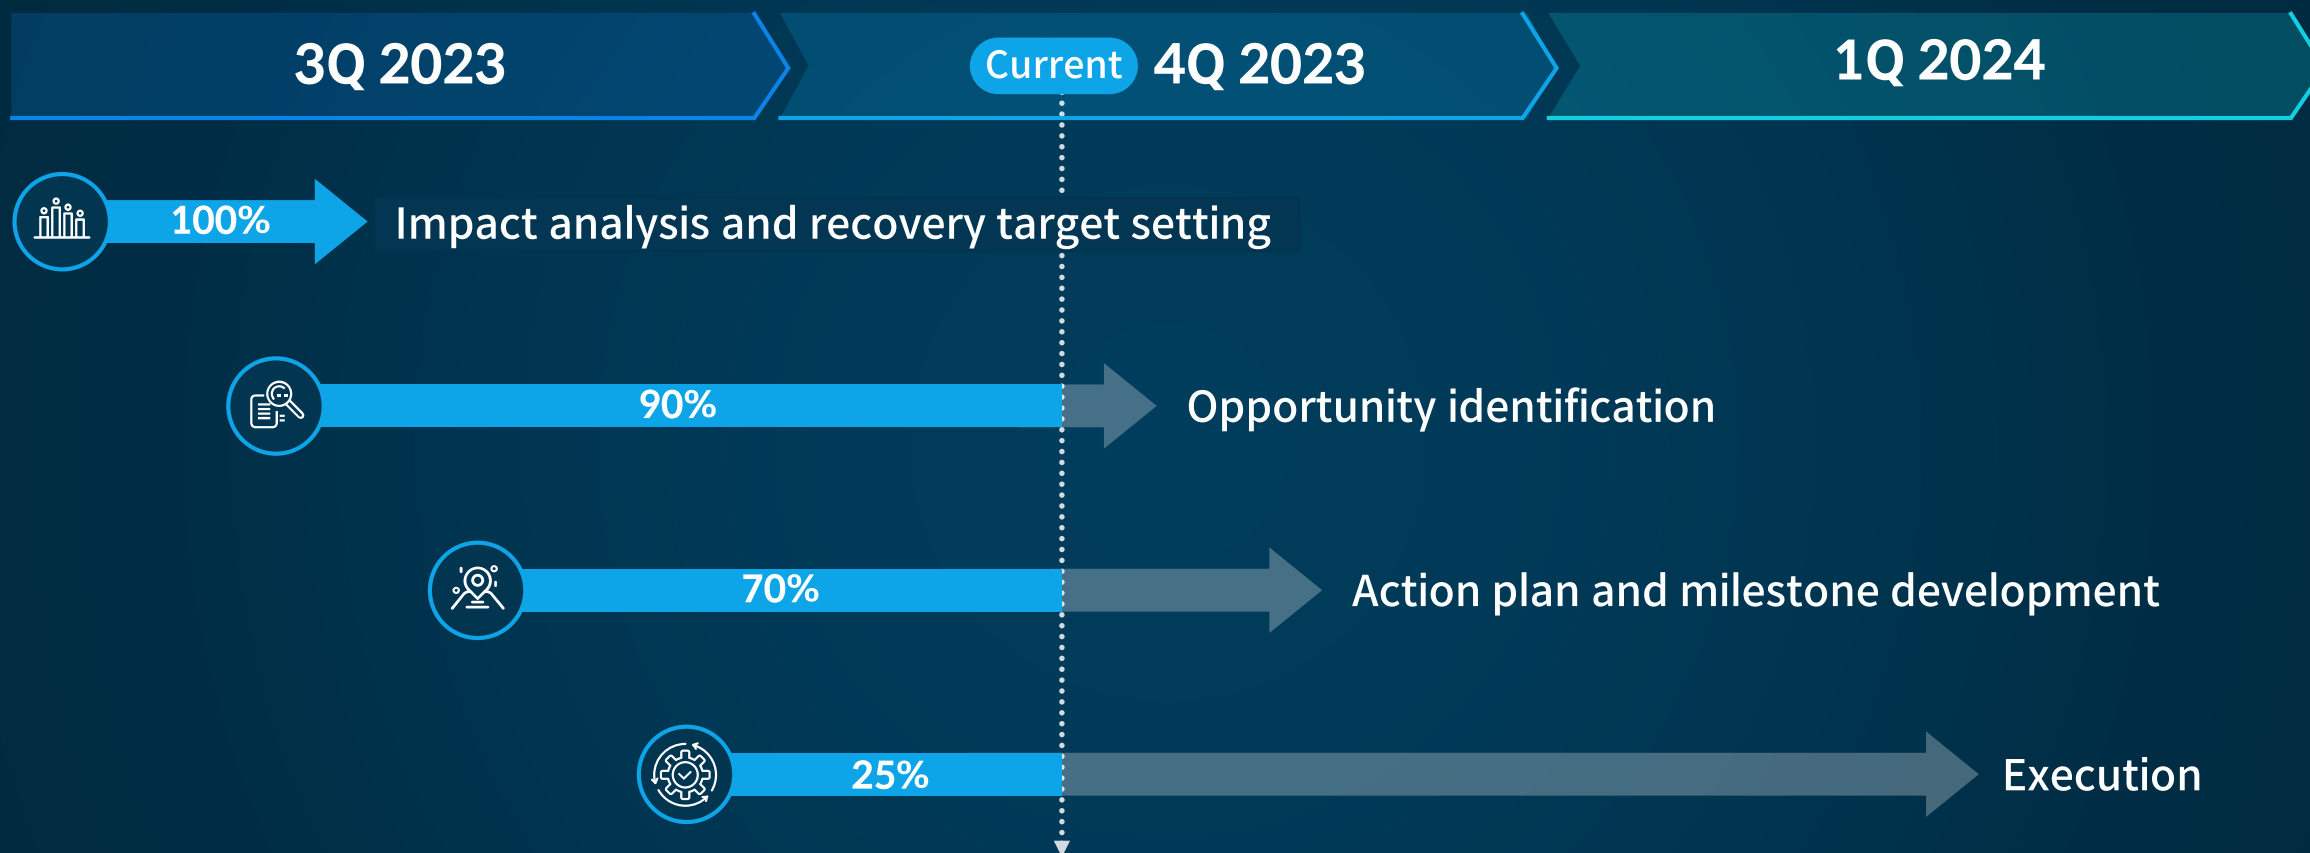 3Q 2023
Current 4Q 2023
1Q 2024
100% Impact analysis and recovery target setting
90% Opportunity identification
70% Action plan and milestone development
25% Execution